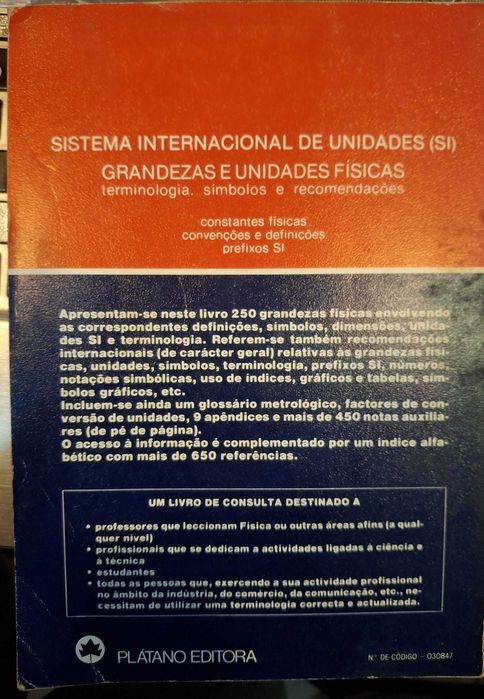 SISTEMA INTERNACIONAL DE UNIDADES (SI)
GRANDEZAS E UNIDADES FÍSICAS
terminologia. símbolos e recomendações
constantes físicas
convenções e definições
prefixos SI
Apresentam-se neste livro 250 grandezas físicas envolvendo
as correspondentes definições, símbolos, dimensões, unida-
des SI e terminologia. Referem-se também recomendações
internacionais (de carácter geral) relativas às grandezas físi-
cas, unidades, símbolos, terminologia, prefixos SI, números,
notações simbólicas, uso de índices, gráficos e tabelas, sím-
bolos gráficos, etc.
Incluem-se ainda um glossário metrológico, factores de con-
versão de unidades, 9 apêndices e mais de 450 notas auxilia-
res (de pé de página).
O acesso à informação é complementado por um índice alfa-
bético com mais de 650 referências.
UM LIVRO DE CONSULTA DESTINADO A
• professores que leccionam Física ou outras áreas afins (a qual-
quer nível)
• profissionais que se dedicam a actividades ligadas à ciência e
à técnica
• estudantes
• todas as pessoas que, exercendo a sua actividade profissional
no âmbito da indústria, do comércio, da comunicação, etc., ne-
cessitam de utilizar uma terminologia correcta e actualizada.
PLÁTANO EDITORA
N.º DE CÓDIGO — 030847